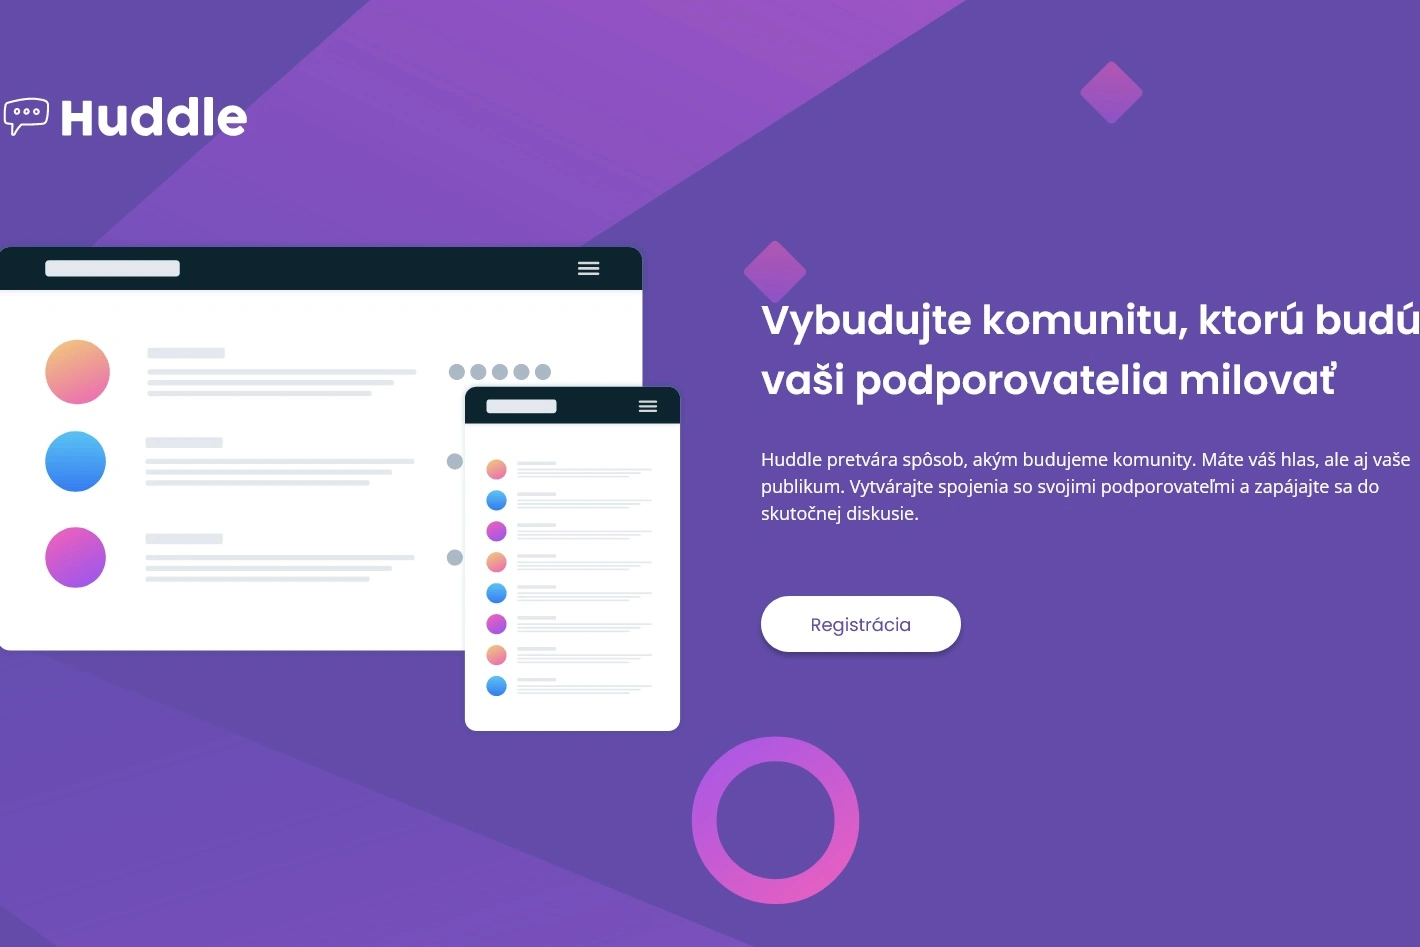 Huddle
Vybudujte komunitu, ktorú budú
vaši podporovatelia milovať
Huddle pretvára spôsob, akým budujeme komunity. Máte váš hlas, ale aj vaše
publikum. Vytvárajte spojenia so svojimi podporovateľmi a zapájajte sa do
skutočnej diskusie.
Registrácia